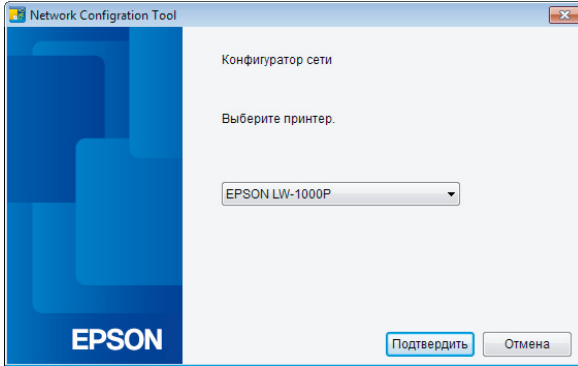 Network Configration Tool
Конфигуратор сети
Выберите принтер.
EPSON LW-1000P
EPSON
Подтвердить
Отмена